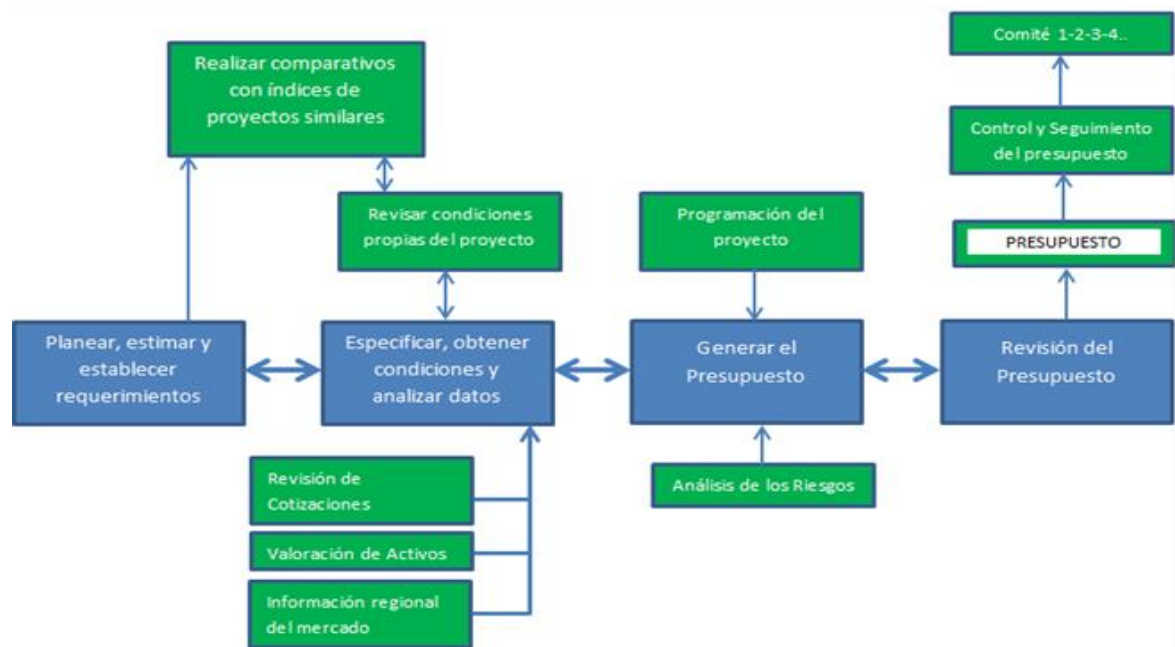 Comité 1-2-3-4..
Realizar comparativos
con índices de
proyectos similares
Control y Seguimiento
del presupuesto
Revisar condiciones
propias del proyecto
Programación del
proyecto
PRESUPUESTO
Planear, estimar y
establecer
requerimientos
Especificar, obtener
condiciones y
analizar datos
Generar el
Presupuesto
Revisión del
Presupuesto
Revisión de
Cotizaciones
Análisis de los Riesgos
Valoración de Activos
Información regional
del mercado